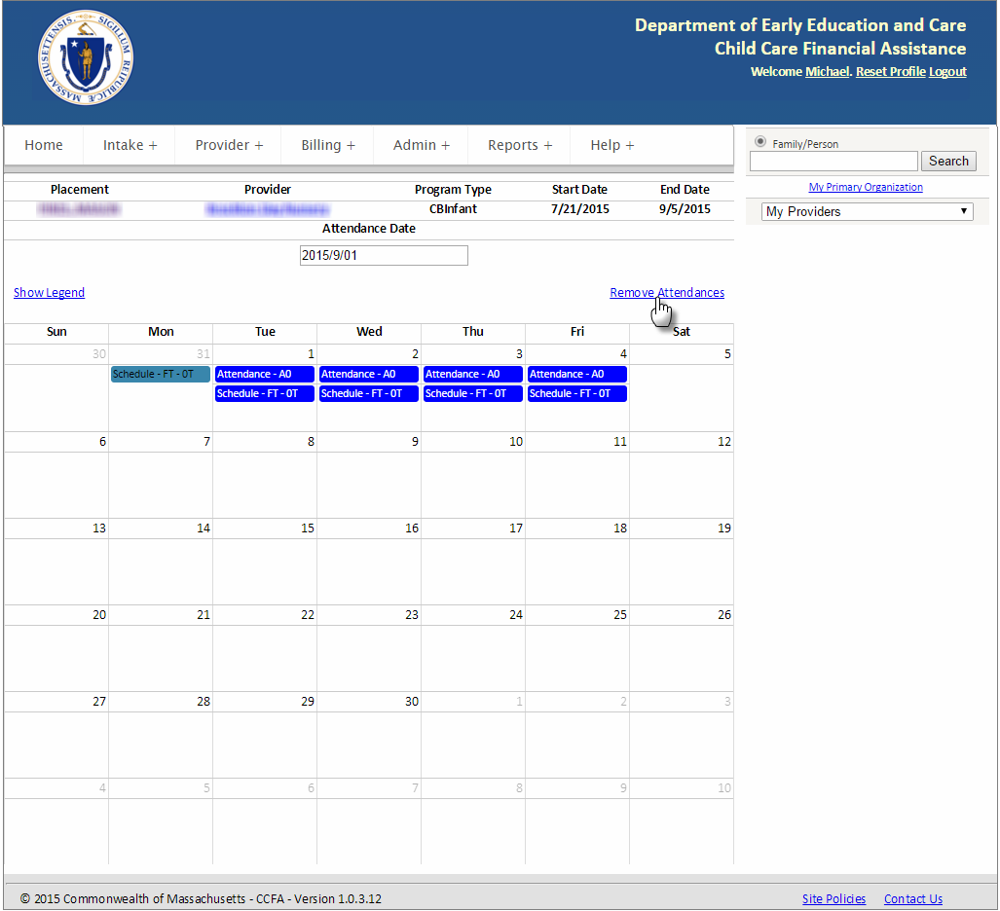 Department of Early Education and Care
Child Care Financial Assistance
Welcome Michael. Reset Profile Logout
Home Intake + Provider + Billing + Admin + Reports + Help +
Family/Person
Search
My Primary Organization
My Providers
Placement Provider Program Type Start Date End Date
CBInfant 7/21/2015 9/5/2015
Attendance Date
2015/9/01
Show Legend Remove Attendances
Sun Mon Tue Wed Thu Fri Sat
30 31 1 2 3 4 5
Schedule - FT - 0T Attendance - A0 Attendance - A0 Attendance - A0 Attendance - A0
Schedule - FT - 0T Schedule - FT - 0T Schedule - FT - 0T Schedule - FT - 0T
6 7 8 9 10 11 12
13 14 15 16 17 18 19
20 21 22 23 24 25 26
27 28 29 30 1 2 3
4 5 6 7 8 9 10
© 2015 Commonwealth of Massachusetts - CCFA - Version 1.0.3.12 Site Policies Contact Us